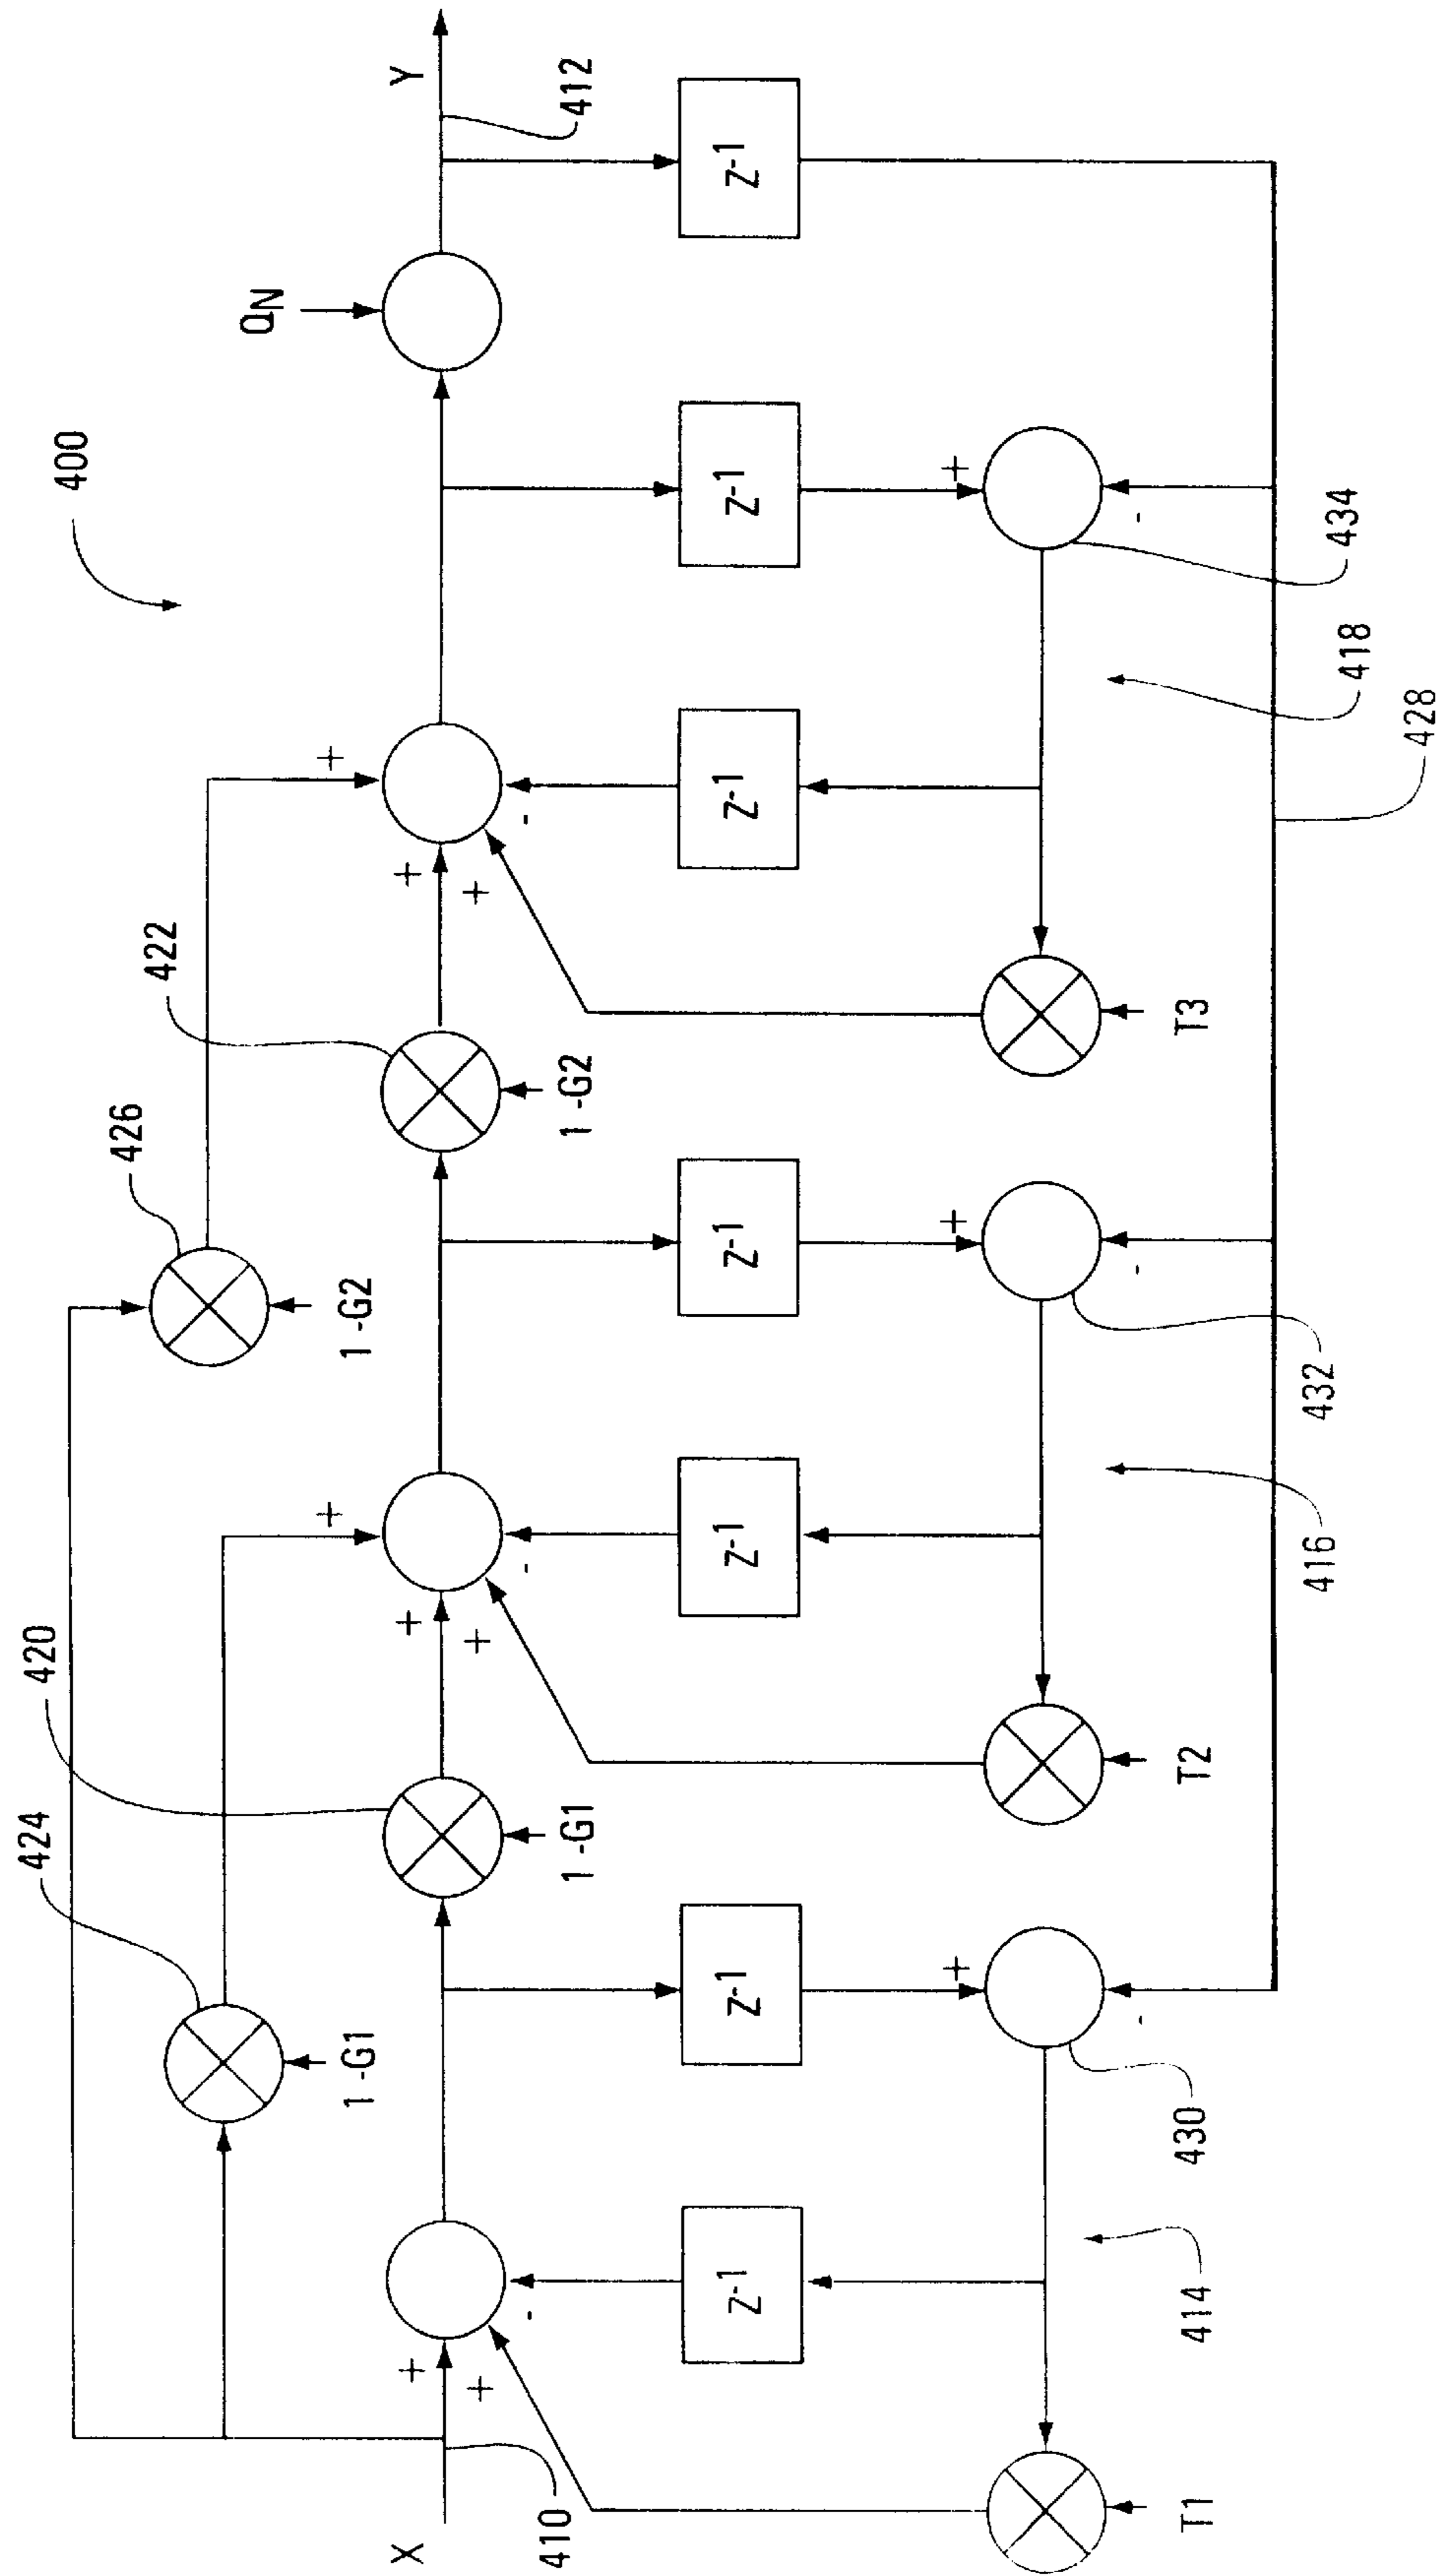 400
424
420
426
422
1 -G1
1 -G2
QN
+
+
X
+
+
+
+
Y
410
+
+
+
412
-
1 -G1
-
1 -G2
-
Z-1
Z-1
Z-1
Z-1
Z-1
Z-1
Z-1
+
+
+
T1
-
T2
-
T3
-
414
430
416
432
418
434
428